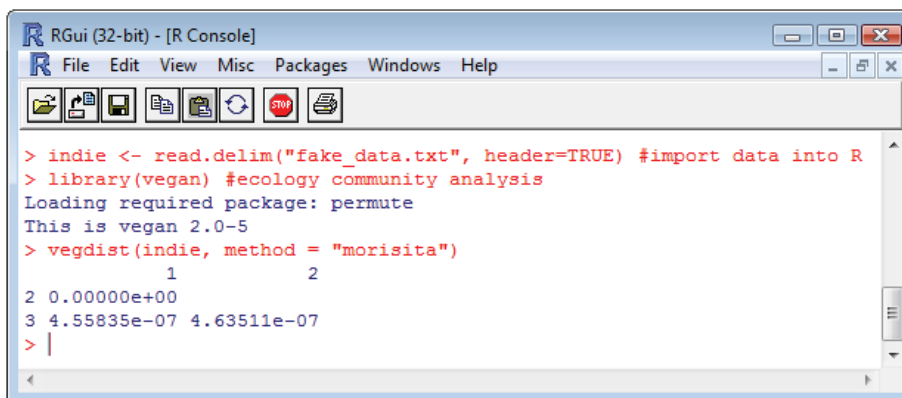 RGui (32-bit) - [R Console]
File Edit View Misc Packages Windows Help
STOP
> indie <- read.delim("fake_data.txt", header=TRUE) #import data into R
> library(vegan) #ecology community analysis
Loading required package: permute
This is vegan 2.0-5
> vegdist(indie, method = "morisita")
1 2
2 0.00000e+00
3 4.55835e-07 4.63511e-07
>